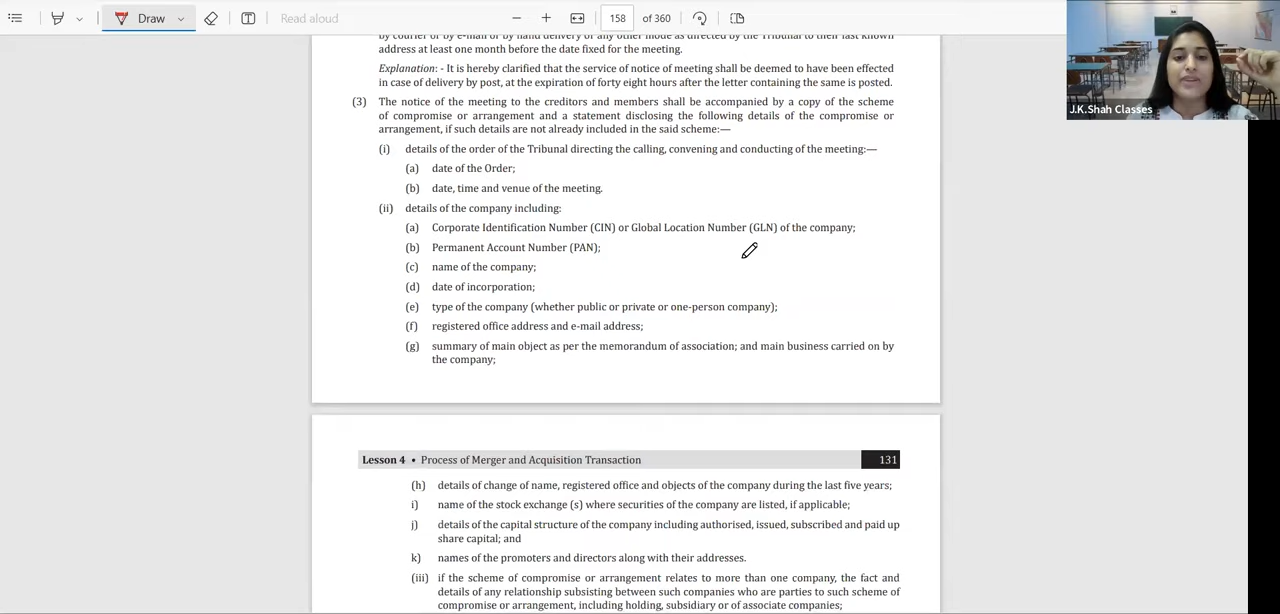 Draw
Read aloud
158
of 360
by courier or by e-mail or by hand delivery or any other mode as directed by the Tribunal to their last known
address at least one month before the date fixed for the meeting.
Explanation: - It is hereby clarified that the service of notice of meeting shall be deemed to have been effected
in case of delivery by post, at the expiration of forty eight hours after the letter containing the same is posted.
(3) The notice of the meeting to the creditors and members shall be accompanied by a copy of the scheme
of compromise or arrangement and a statement disclosing the following details of the compromise or
arrangement, if such details are not already included in the said scheme:—
(i) details of the order of the Tribunal directing the calling, convening and conducting of the meeting:—
(a) date of the Order;
(b) date, time and venue of the meeting.
(ii) details of the company including:
(a) Corporate Identification Number (CIN) or Global Location Number (GLN) of the company;
(b) Permanent Account Number (PAN);
(c) name of the company;
(d) date of incorporation;
(e) type of the company (whether public or private or one-person company);
(f) registered office address and e-mail address;
(g) summary of main object as per the memorandum of association; and main business carried on by
the company;
Lesson 4 • Process of Merger and Acquisition Transaction 131
(h) details of change of name, registered office and objects of the company during the last five years;
i) name of the stock exchange (s) where securities of the company are listed, if applicable;
j) details of the capital structure of the company including authorised, issued, subscribed and paid up
share capital; and
k) names of the promoters and directors along with their addresses.
(iii) if the scheme of compromise or arrangement relates to more than one company, the fact and
details of any relationship subsisting between such companies who are parties to such scheme of
compromise or arrangement, including holding, subsidiary or of associate companies;
J.K.Shah Classes